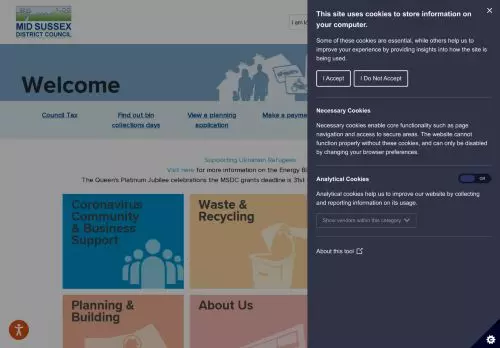 MID SUSSEX
DISTRICT COUNCIL
I am l
Welcome
Council Tax
Find out bin
collections days
View a planning
application
Make a payme
Supporting Ukrainian Refugees
Visit here for more information on the Energy B
The Queen's Platinum Jubilee celebrations the MSDC grants deadline is 31st
Coronavirus
Community
& Business
Support
Waste &
Recycling
Planning &
Building
About Us
This site uses cookies to store information on
your computer.
Some of these cookies are essential, while others help us to
improve your experience by providing insights into how the site is
being used.
I Accept
I Do Not Accept
Necessary Cookies
Necessary cookies enable core functionality such as page
navigation and access to secure areas. The website cannot
function properly without these cookies, and can only be disabled
by changing your browser preferences.
Analytical Cookies
Off
Analytical cookies help us to improve our website by collecting
and reporting information on its usage.
Show vendors within this category
About this tool